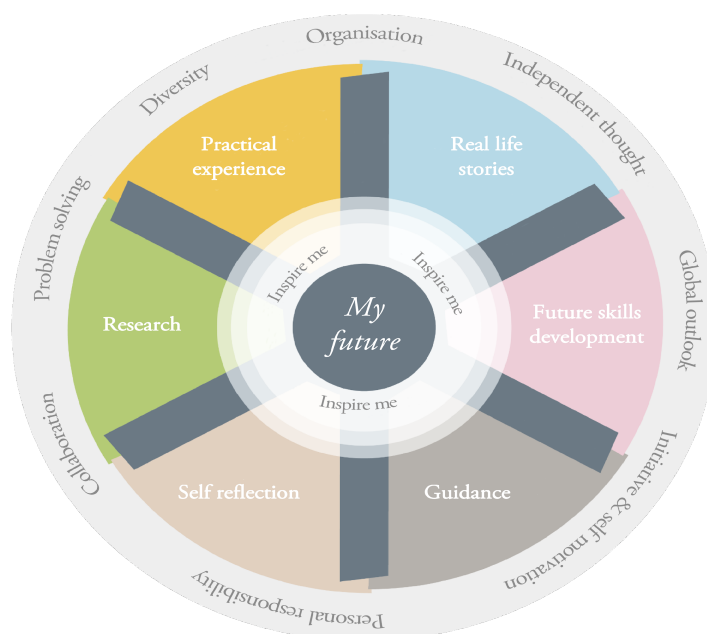 Organisation
Independent thought
Global outlook
Initiative & self motivation
Personal responsibility
Collaboration
Problem solving
Diversity
Practical
experience
Real life
stories
Future skills
development
Guidance
Self reflection
Research
Inspire me
Inspire me
Inspire me
My
future